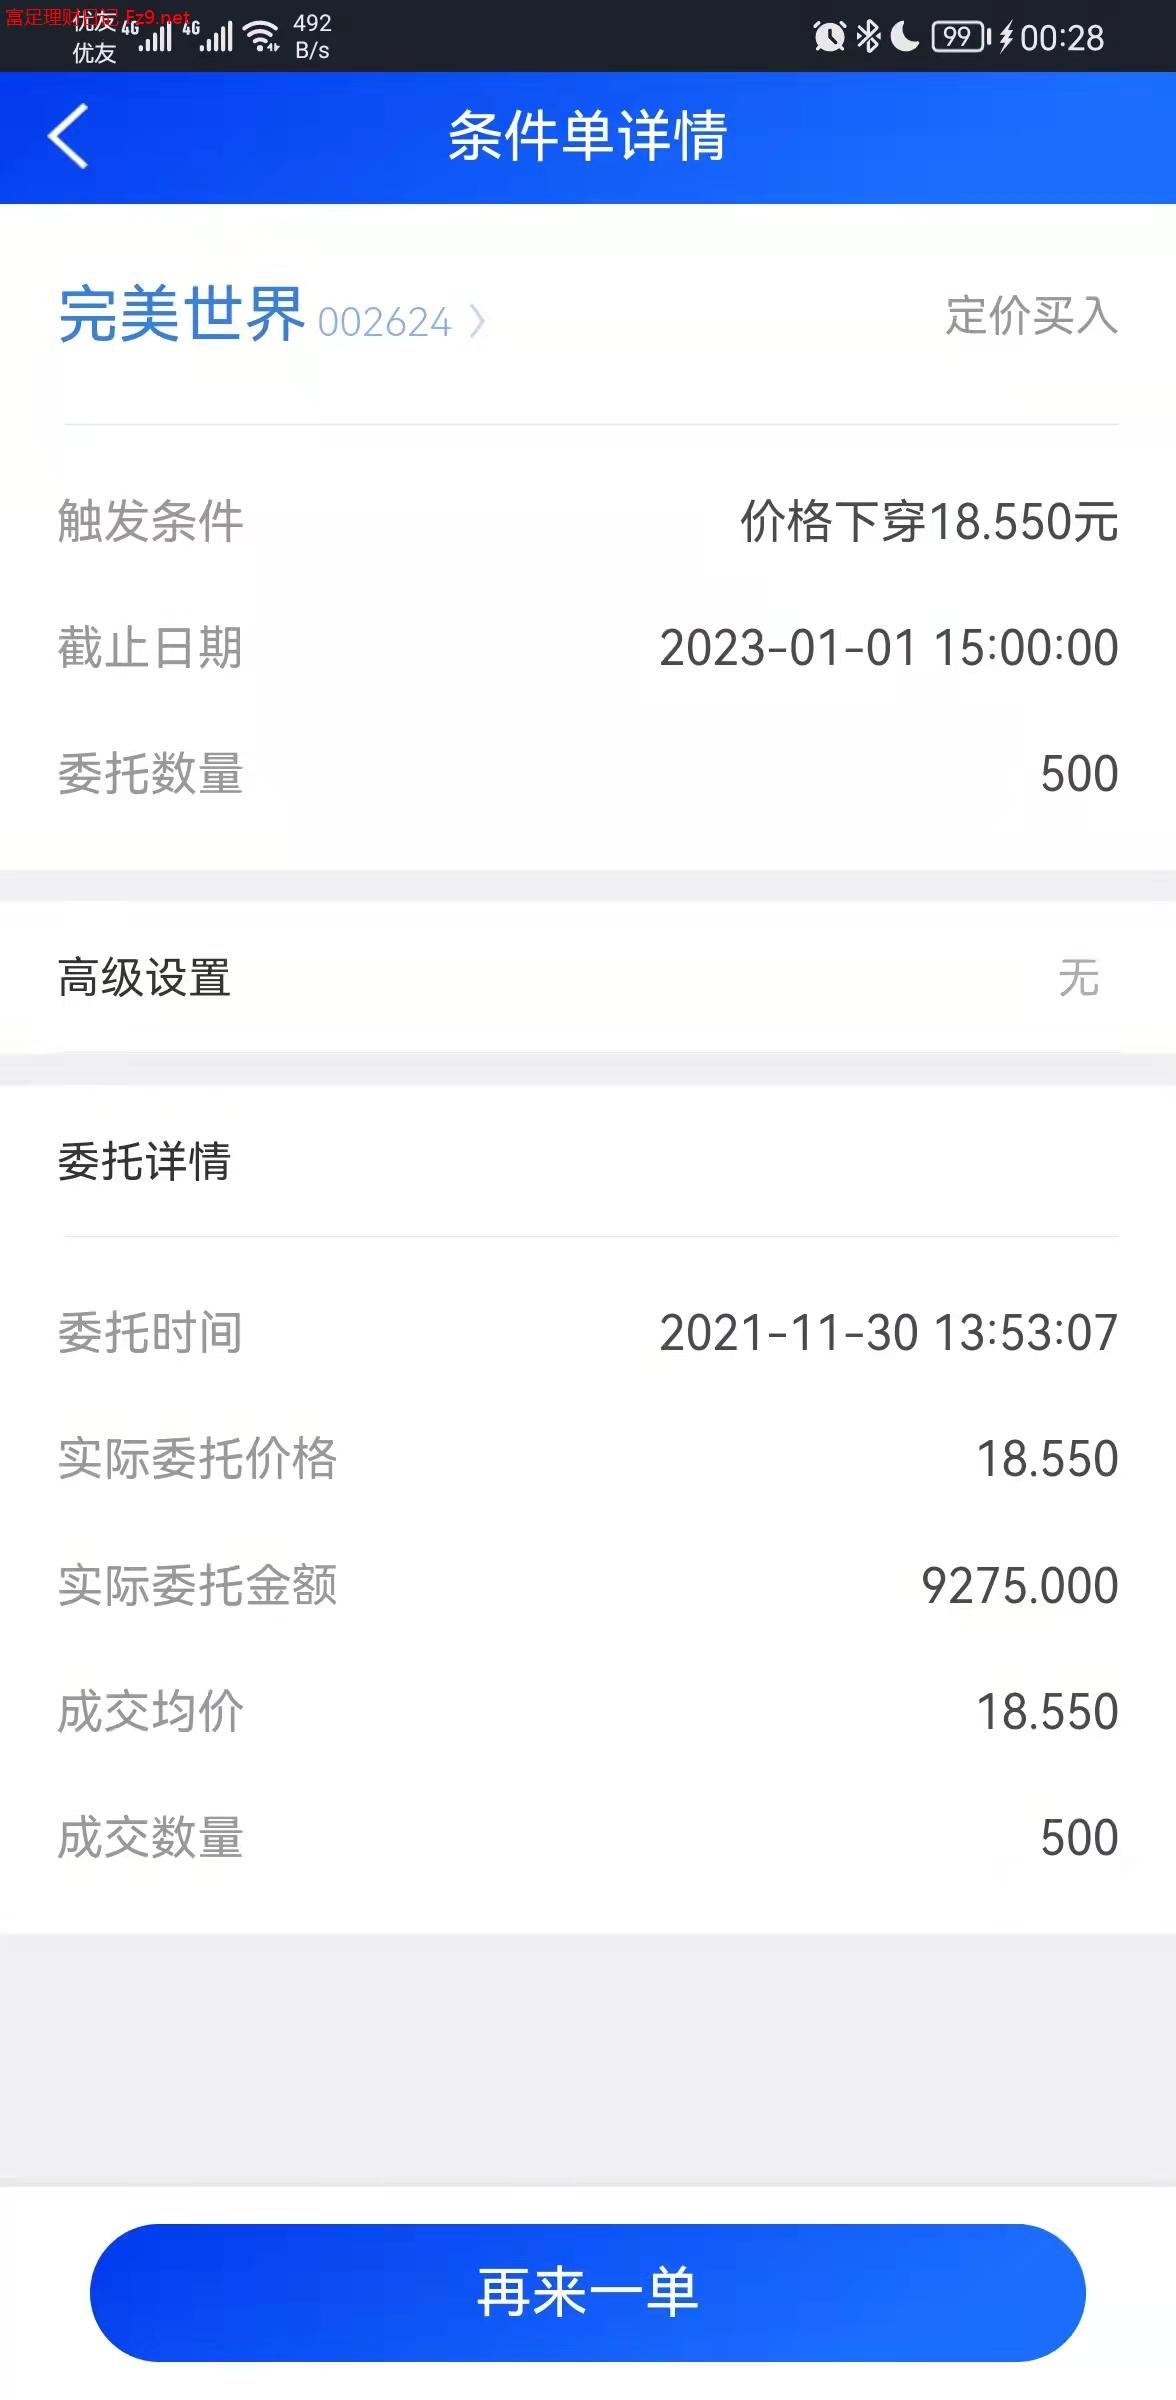 富足理财日记 Fz9.net
优友 4G 4G 492 B/s 99 00:28
优友
条件单详情
完美世界 002624 定价买入
触发条件 价格下穿18.550元
截止日期 2023-01-01 15:00:00
委托数量 500
高级设置 无
委托详情
委托时间 2021-11-30 13:53:07
实际委托价格 18.550
实际委托金额 9275.000
成交均价 18.550
成交数量 500
再来一单